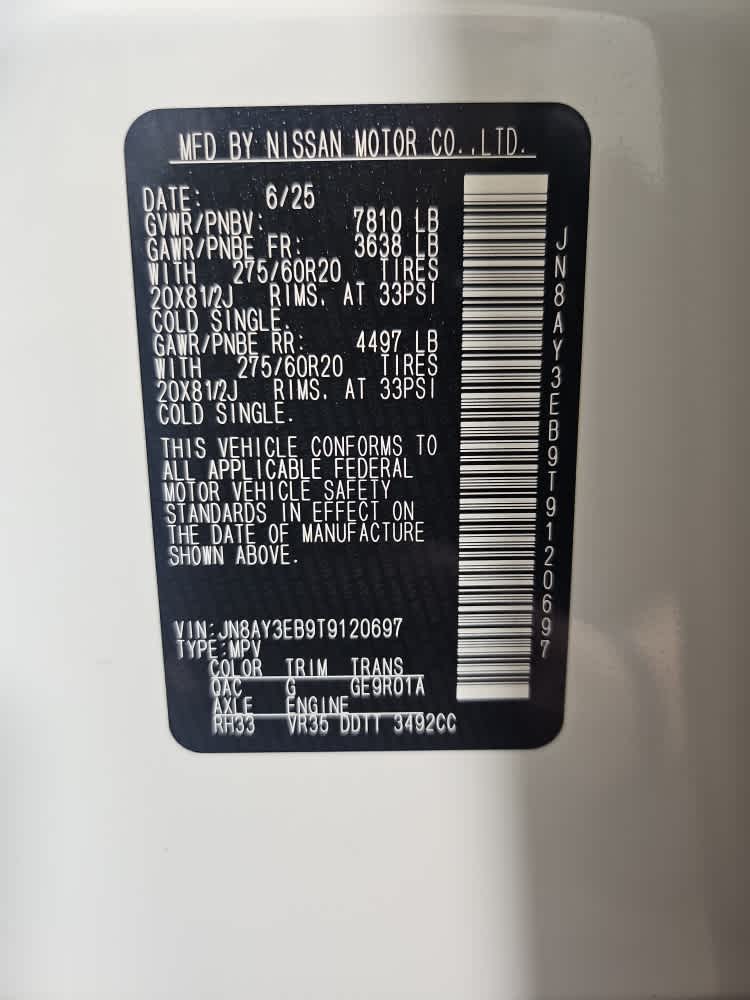 MFD BY NISSAN MOTOR CO.,LTD.
DATE: 6/25
GVWR/PNBV: 7810 LB
GAWR/PNBE FR: 3638 LB
WITH 275/60R20 TIRES
20X81/2J RIMS, AT 33PSI
COLD SINGLE.
GAWR/PNBE RR: 4497 LB
WITH 275/60R20 TIRES
20X81/2J RIMS, AT 33PSI
COLD SINGLE.
THIS VEHICLE CONFORMS TO
ALL APPLICABLE FEDERAL
MOTOR VEHICLE SAFETY
STANDARDS IN EFFECT ON
THE DATE OF MANUFACTURE
SHOWN ABOVE.
VIN:JN8AY3EB9T9120697
TYPE:MPV
COLOR TRIM TRANS
QAC G GE9R01A
AXLE ENGINE
RH33 VR35 DDTT 3492CC
JN8AY3EB9T9120697